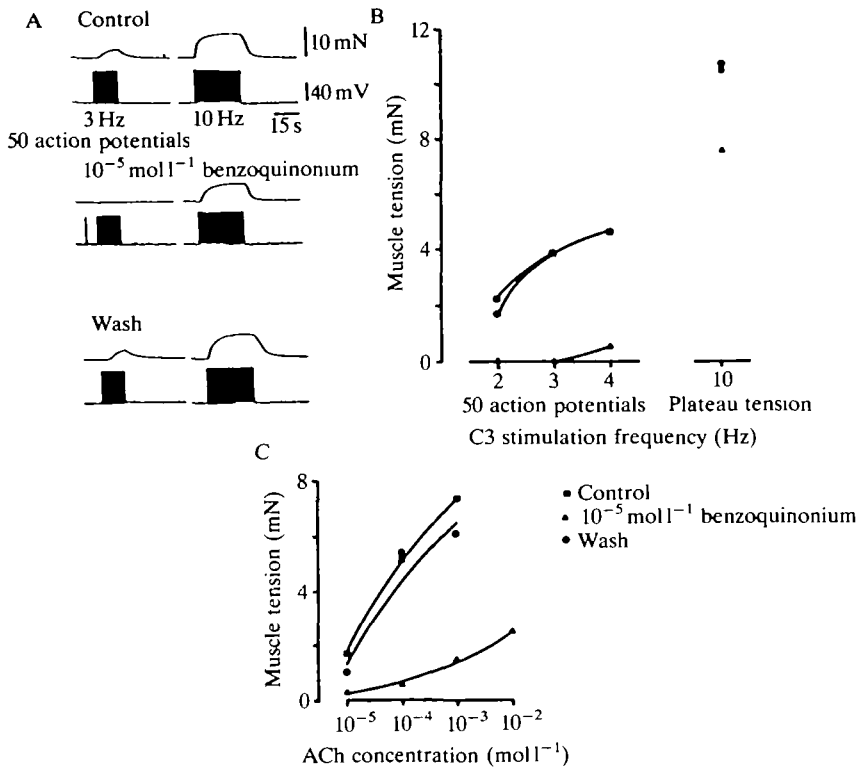 A
Control
10 mN
40 mV
3 Hz
10 Hz
15 s
50 action potentials
10⁻⁵ mol l⁻¹ benzoquinonium
Wash
B
Muscle tension (mN)
12
8
4
0
2
3
4
10
50 action potentials
Plateau tension
C3 stimulation frequency (Hz)
C
Muscle tension (mN)
8
4
0
10⁻⁵
10⁻⁴
10⁻³
10⁻²
ACh concentration (mol l⁻¹)
Control
10⁻⁵ mol l⁻¹ benzoquinonium
Wash